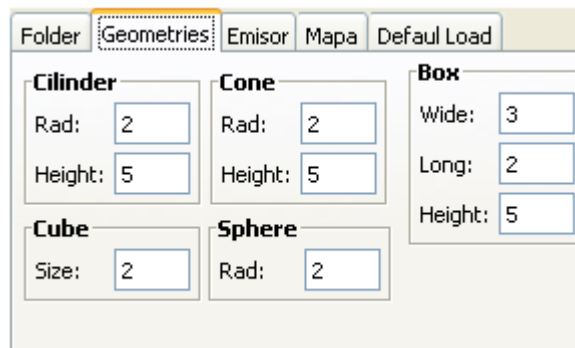 Folder Geometries Emisor Mapa Defaul Load
Cilinder
Rad: 2
Height: 5
Cone
Rad: 2
Height: 5
Box
Wide: 3
Long: 2
Height: 5
Cube
Size: 2
Sphere
Rad: 2